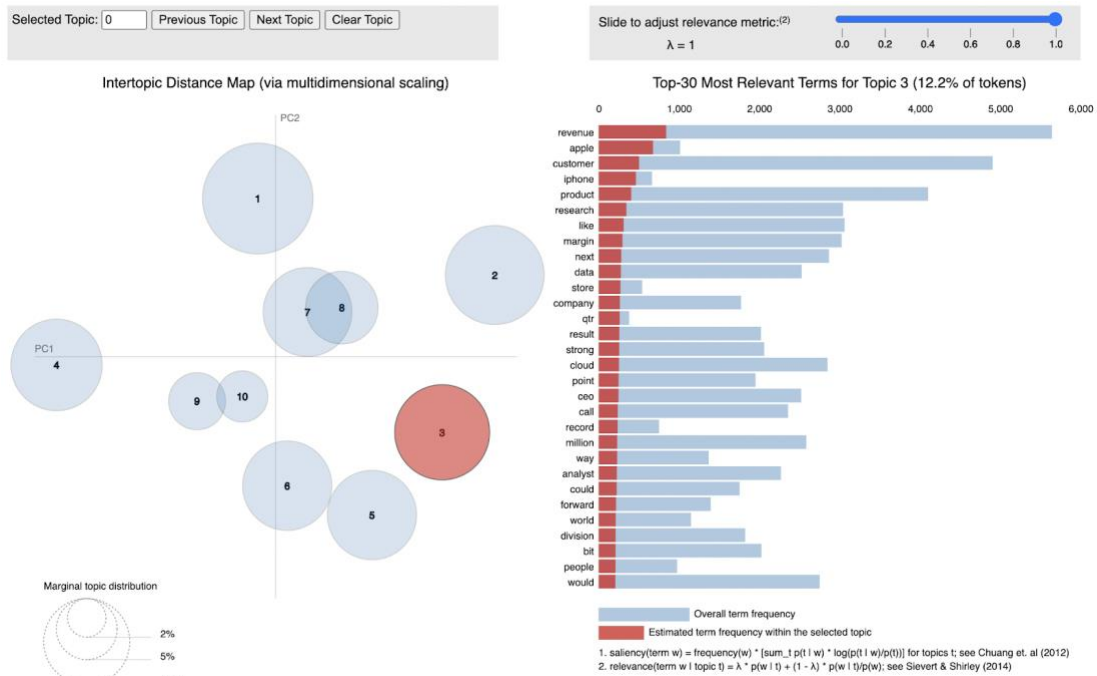 Selected Topic: 0 Previous Topic Next Topic Clear Topic
Slide to adjust relevance metric:(2)
λ = 1
0.0 0.2 0.4 0.6 0.8 1.0
Intertopic Distance Map (via multidimensional scaling)
PC2
PC1
1
2
7
8
4
9
10
3
6
5
Marginal topic distribution
2%
5%
Top-30 Most Relevant Terms for Topic 3 (12.2% of tokens)
0 1,000 2,000 3,000 4,000 5,000 6,000
revenue
apple
customer
iphone
product
research
like
margin
next
data
store
company
qtr
result
strong
cloud
point
ceo
call
record
million
way
analyst
could
forward
world
division
bit
people
would
Overall term frequency
Estimated term frequency within the selected topic
1. saliency(term w) = frequency(w) * [sum_t p(t | w) * log(p(t | w)/p(t))] for topics t; see Chuang et. al (2012)
2. relevance(term w | topic t) = λ * p(w | t) + (1 - λ) * p(w | t)/p(w); see Sievert & Shirley (2014)